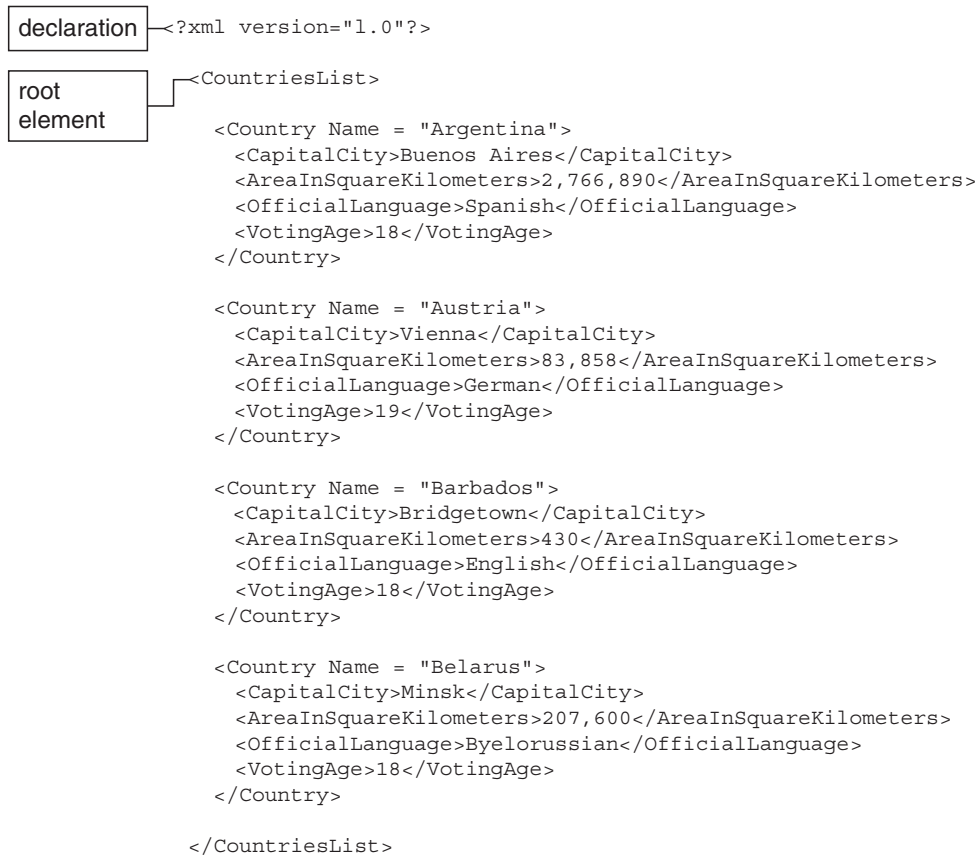 declaration
<?xml version="l.0"?>
root
element
<CountriesList>
<Country Name = "Argentina">
<CapitalCity>Buenos Aires</CapitalCity>
<AreaInSquareKilometers>2,766,890</AreaInSquareKilometers>
<OfficialLanguage>Spanish</OfficialLanguage>
<VotingAge>18</VotingAge>
</Country>
<Country Name = "Austria">
<CapitalCity>Vienna</CapitalCity>
<AreaInSquareKilometers>83,858</AreaInSquareKilometers>
<OfficialLanguage>German</OfficialLanguage>
<VotingAge>19</VotingAge>
</Country>
<Country Name = "Barbados">
<CapitalCity>Bridgetown</CapitalCity>
<AreaInSquareKilometers>430</AreaInSquareKilometers>
<OfficialLanguage>English</OfficialLanguage>
<VotingAge>18</VotingAge>
</Country>
<Country Name = "Belarus">
<CapitalCity>Minsk</CapitalCity>
<AreaInSquareKilometers>207,600</AreaInSquareKilometers>
<OfficialLanguage>Byelorussian</OfficialLanguage>
<VotingAge>18</VotingAge>
</Country>
</CountriesList>